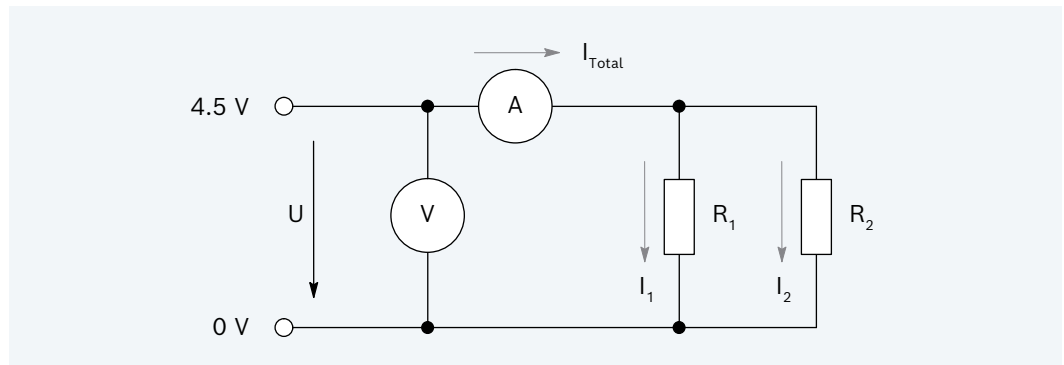 I_Total
4.5 V
A
U
V
R_1
R_2
I_1
I_2
0 V